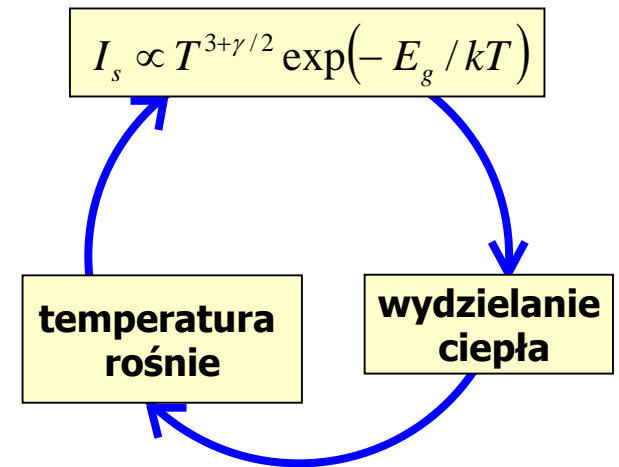 I_s ∝ T^{3+γ/2} exp(− E_g / kT)
temperatura
rośnie
wydzielanie
ciepła